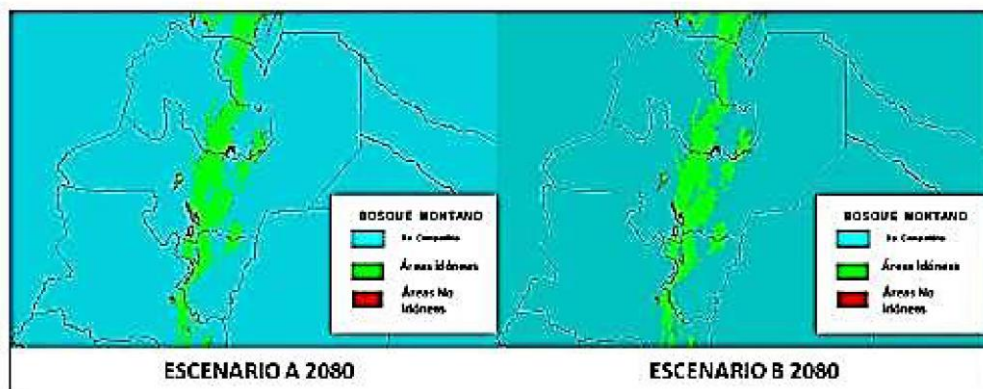 BOSQUE MONTANO
Áreas Idóneas
Áreas No
Idóneas
BOSQUE MONTANO
Áreas Idóneas
Áreas No
Idóneas
ESCENARIO A 2080
ESCENARIO B 2080